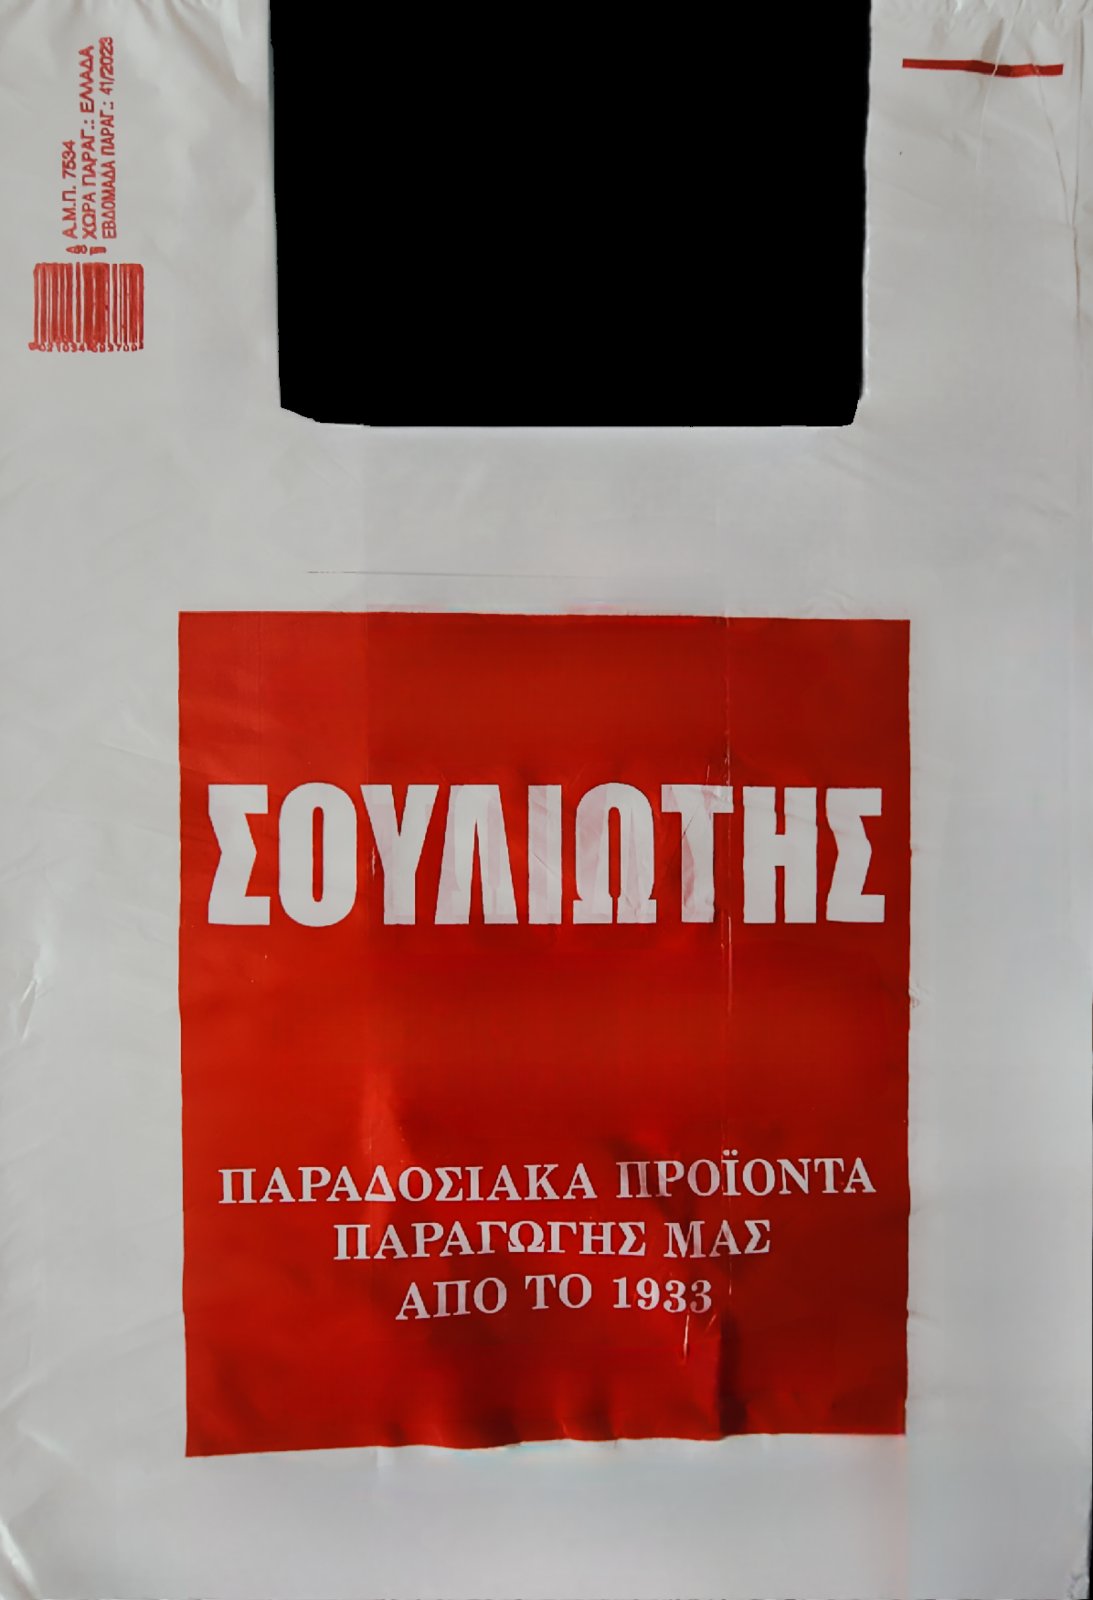 Α.Μ.Π. 7534
ΧΩΡΑ ΠΑΡΑΓ.: ΕΛΛΑΔΑ
ΕΒΔΟΜΑΔΑ ΠΑΡΑΓ.: 41/2023
ΣΟΥΛΙΩΤΗΣ
ΠΑΡΑΔΟΣΙΑΚΑ ΠΡΟΪΟΝΤΑ
ΠΑΡΑΓΩΓΗΣ ΜΑΣ
ΑΠΟ ΤΟ 1933